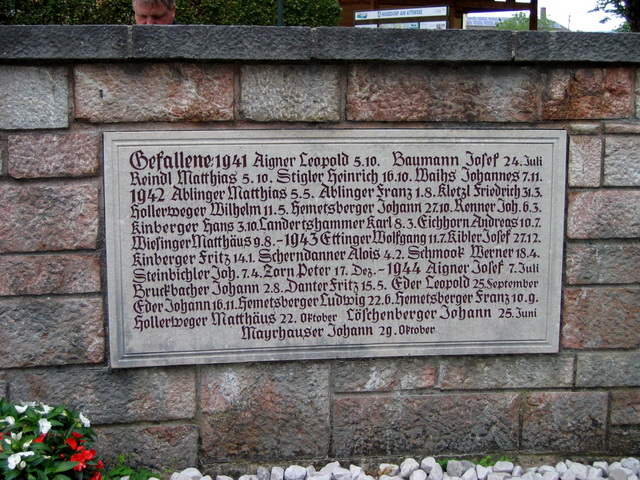 NUSSDORF AM ATTERSEE
Gefallene: 1941 Aigner Leopold 5.10. Baumann Josef 24. Juli
Reindl Matthias 5.10. Stigler Heinrich 16.10. Waihs Johannes 7.11.
1942 Ablinger Matthias 5.5. Ablinger Franz 1.8. Kletzl Friedrich 31.3.
Hollerweger Wilhelm 11.5. Hemetsberger Johann 27.10. Renner Joh. 6.3.
Kinberger Hans 3.10. Landertshammer Karl 8.3. Eichhorn Andreas 10.7.
Wiesinger Matthäus 9.8. - 1943 Ettinger Wolfgang 11.7. Kibler Josef 27.12.
Kinberger Fritz 14.1. Scherndanner Alois 4.2. Schmook Werner 18.4.
Steinbichler Joh. 7.4. Zorn Peter 17. Dez. - 1944 Aigner Josef 7. Juli
Bruckbacher Johann 2.8. Danter Fritz 15.5. Eder Leopold 25. September
Eder Johann 16.11. Hemetsberger Ludwig 22.6. Hemetsberger Franz 10.9.
Hollerweger Matthäus 22. Oktober Löschenberger Johann 25. Juni
Mayrhauser Johann 29. Oktober